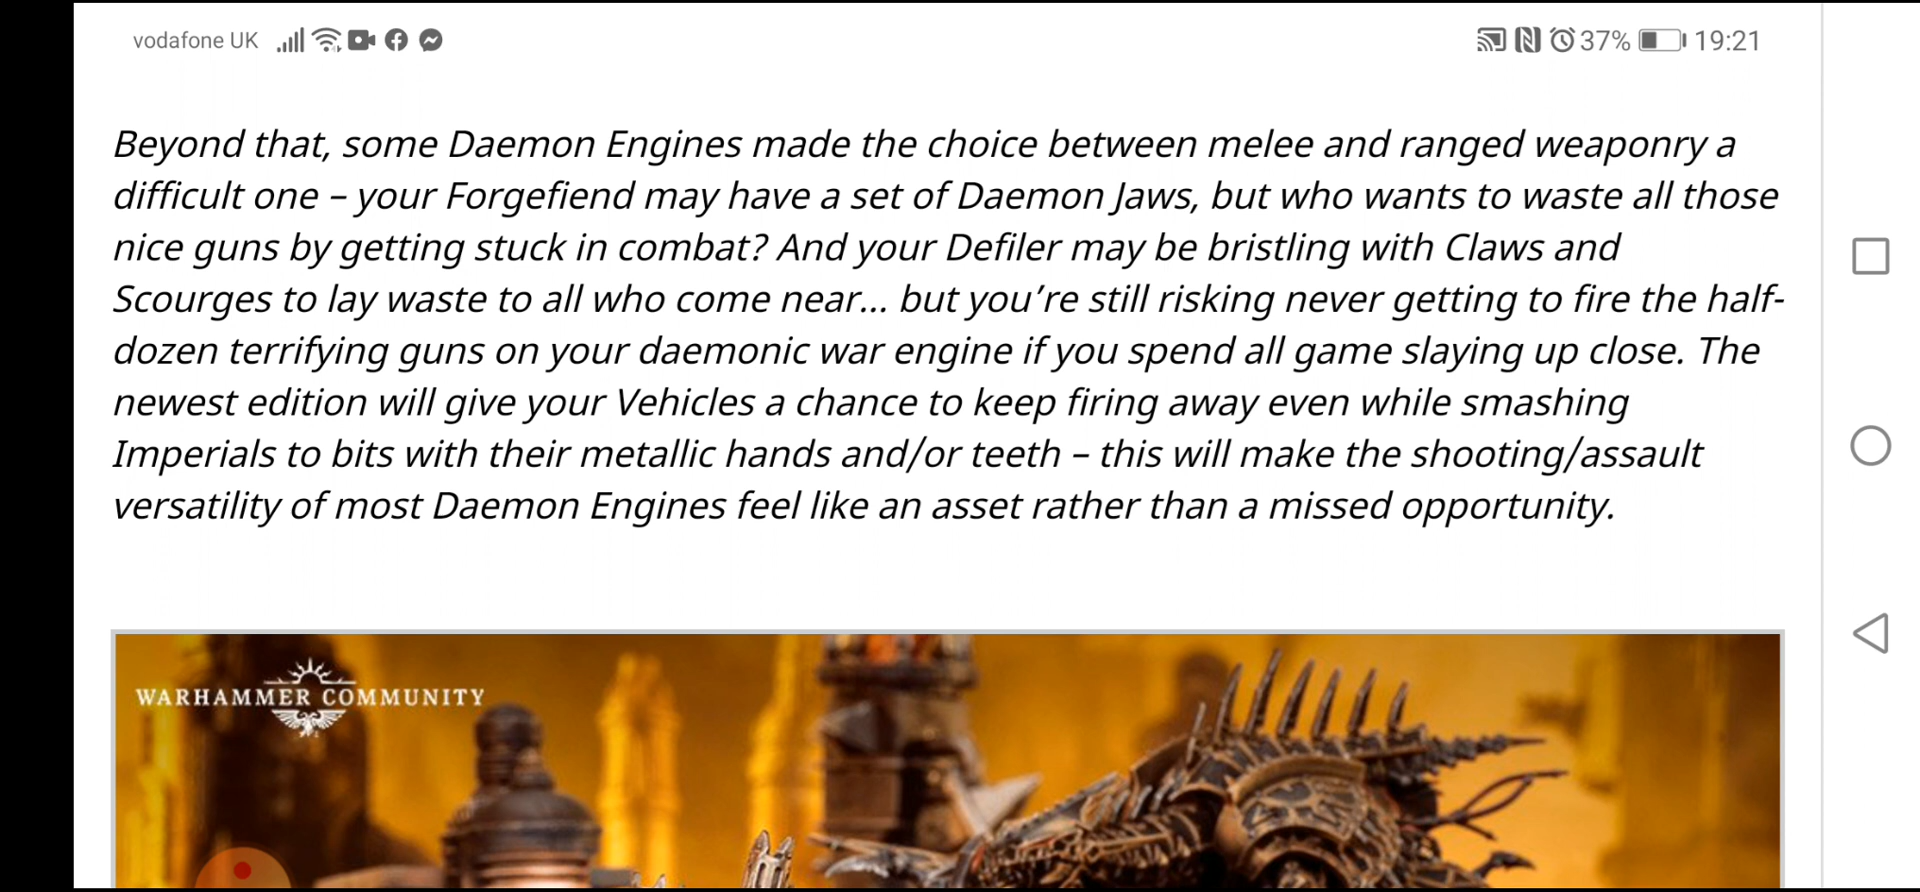 vodafone UK 37% 19:21
Beyond that, some Daemon Engines made the choice between melee and ranged weaponry a
difficult one – your Forgefiend may have a set of Daemon Jaws, but who wants to waste all those
nice guns by getting stuck in combat? And your Defiler may be bristling with Claws and
Scourges to lay waste to all who come near... but you're still risking never getting to fire the half-
dozen terrifying guns on your daemonic war engine if you spend all game slaying up close. The
newest edition will give your Vehicles a chance to keep firing away even while smashing
Imperials to bits with their metallic hands and/or teeth – this will make the shooting/assault
versatility of most Daemon Engines feel like an asset rather than a missed opportunity.
WARHAMMER COMMUNITY